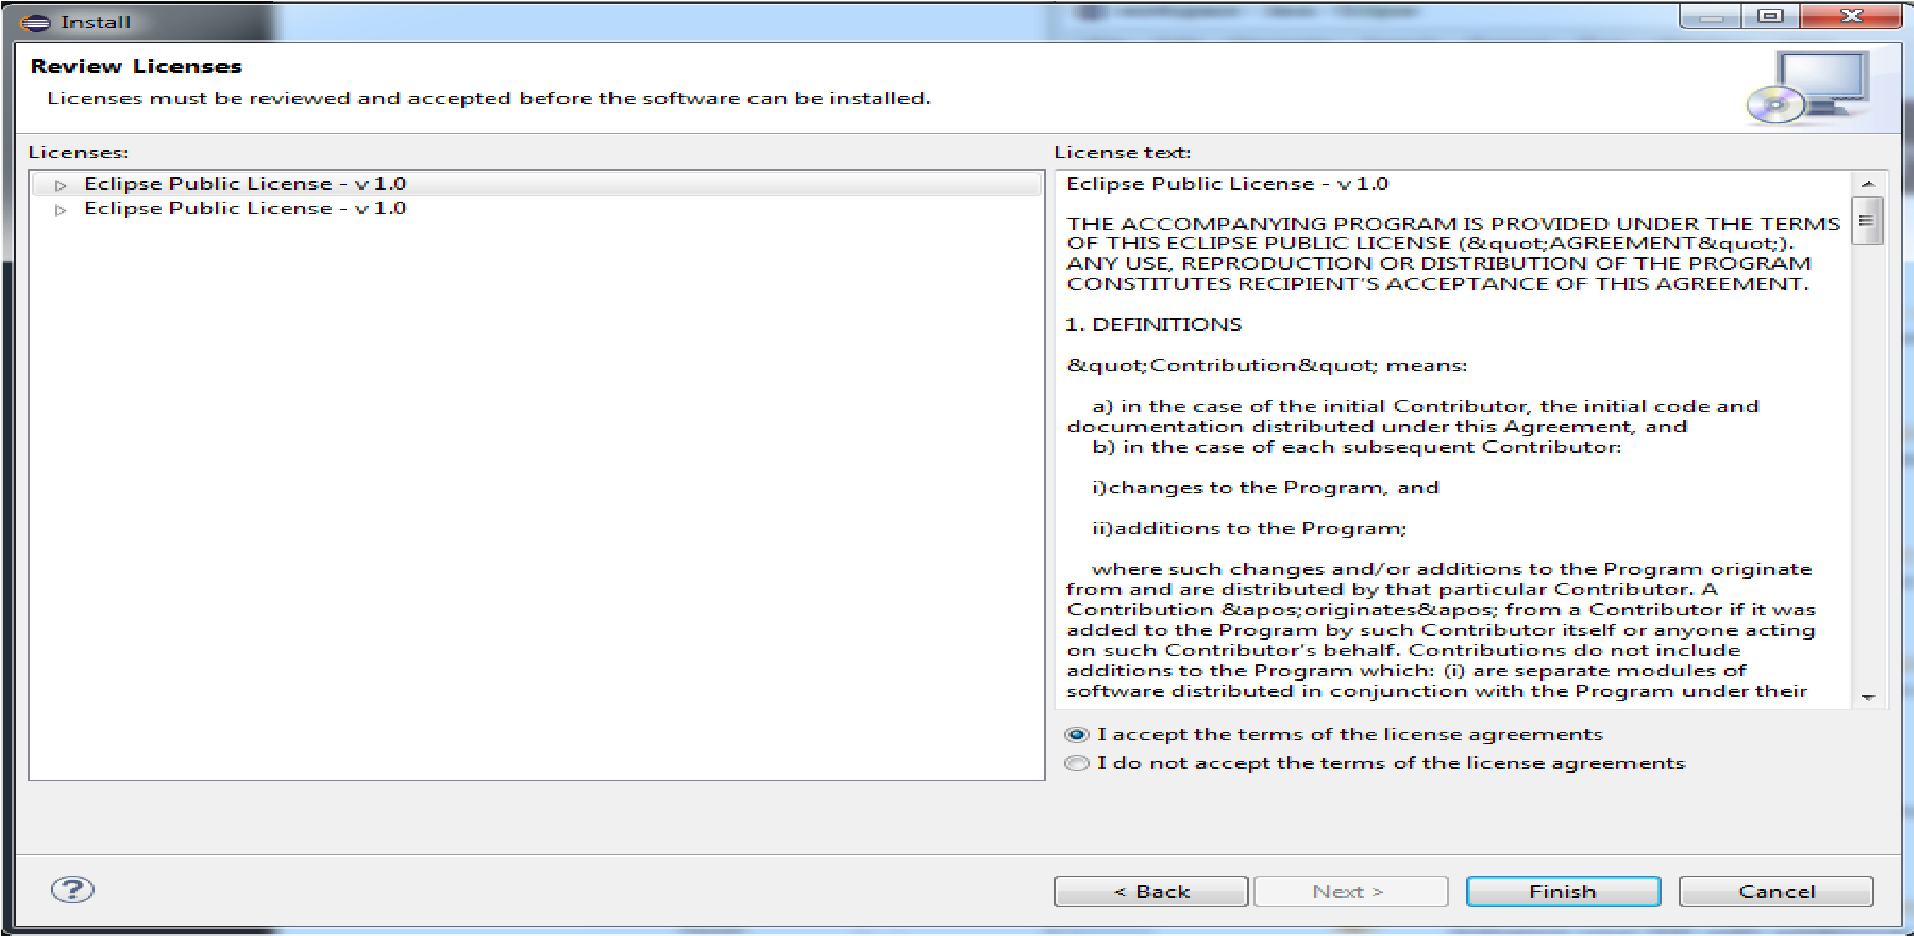 Install
Review Licenses
Licenses must be reviewed and accepted before the software can be installed.
Licenses:
Eclipse Public License - v 1.0
Eclipse Public License - v 1.0
License text:
Eclipse Public License - v 1.0
THE ACCOMPANYING PROGRAM IS PROVIDED UNDER THE TERMS
OF THIS ECLIPSE PUBLIC LICENSE (&quot;AGREEMENT&quot;).
ANY USE, REPRODUCTION OR DISTRIBUTION OF THE PROGRAM
CONSTITUTES RECIPIENT'S ACCEPTANCE OF THIS AGREEMENT.
1. DEFINITIONS
&quot;Contribution&quot; means:
a) in the case of the initial Contributor, the initial code and
documentation distributed under this Agreement, and
b) in the case of each subsequent Contributor:
i)changes to the Program, and
ii)additions to the Program;
where such changes and/or additions to the Program originate
from and are distributed by that particular Contributor. A
Contribution &apos;originates&apos; from a Contributor if it was
added to the Program by such Contributor itself or anyone acting
on such Contributor's behalf. Contributions do not include
additions to the Program which: (i) are separate modules of
software distributed in conjunction with the Program under their
I accept the terms of the license agreements
I do not accept the terms of the license agreements
< Back
Next >
Finish
Cancel